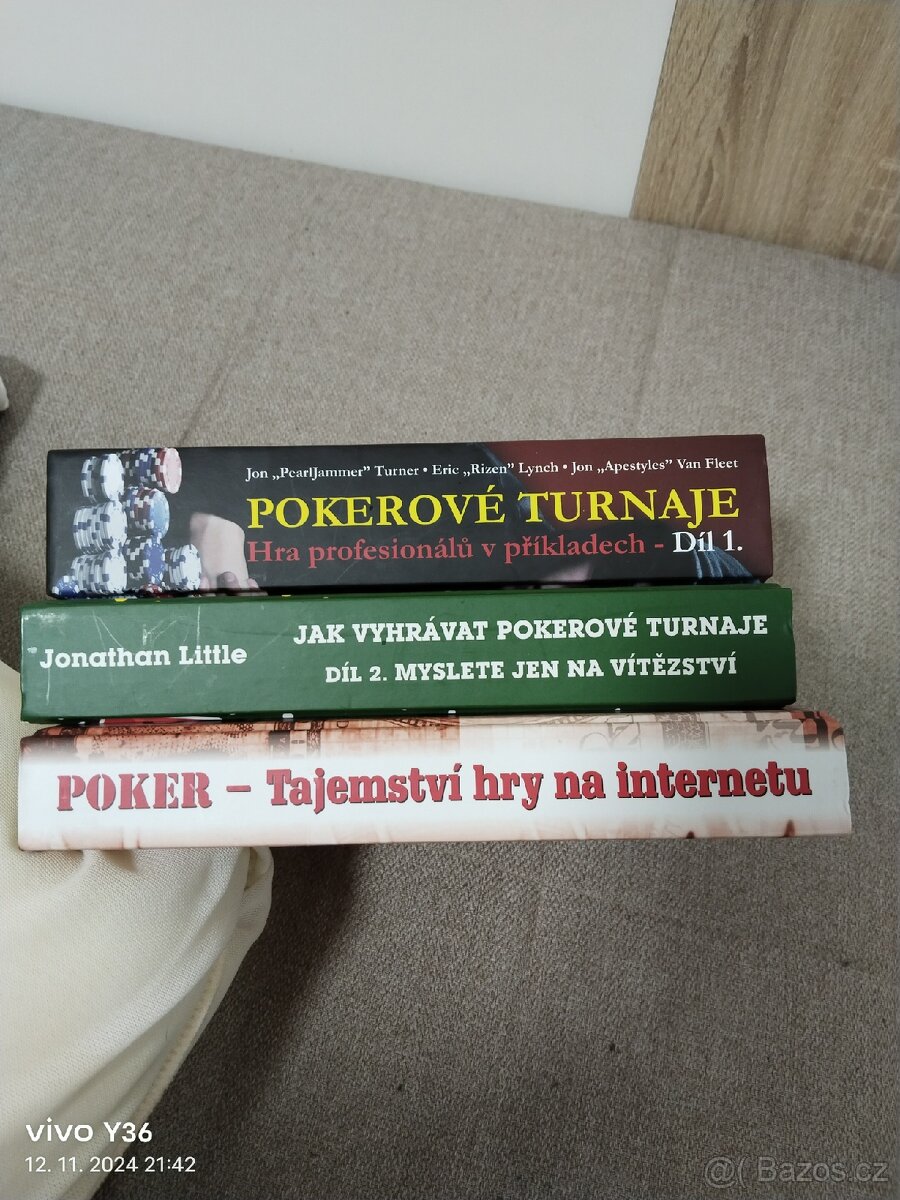 Jon „PearlJammer" Turner • Eric „Rizen" Lynch • Jon „Apestyles" Van Fleet
POKEROVÉ TURNAJE
Hra profesionálů v příkladech - Díl 1.
Jonathan Little
JAK VYHRÁVAT POKEROVÉ TURNAJE
DÍL 2. MYSLETE JEN NA VÍTĚZSTVÍ
POKER – Tajemství hry na internetu
vivo Y36
12. 11. 2024 21:42
@( Bazos.cz